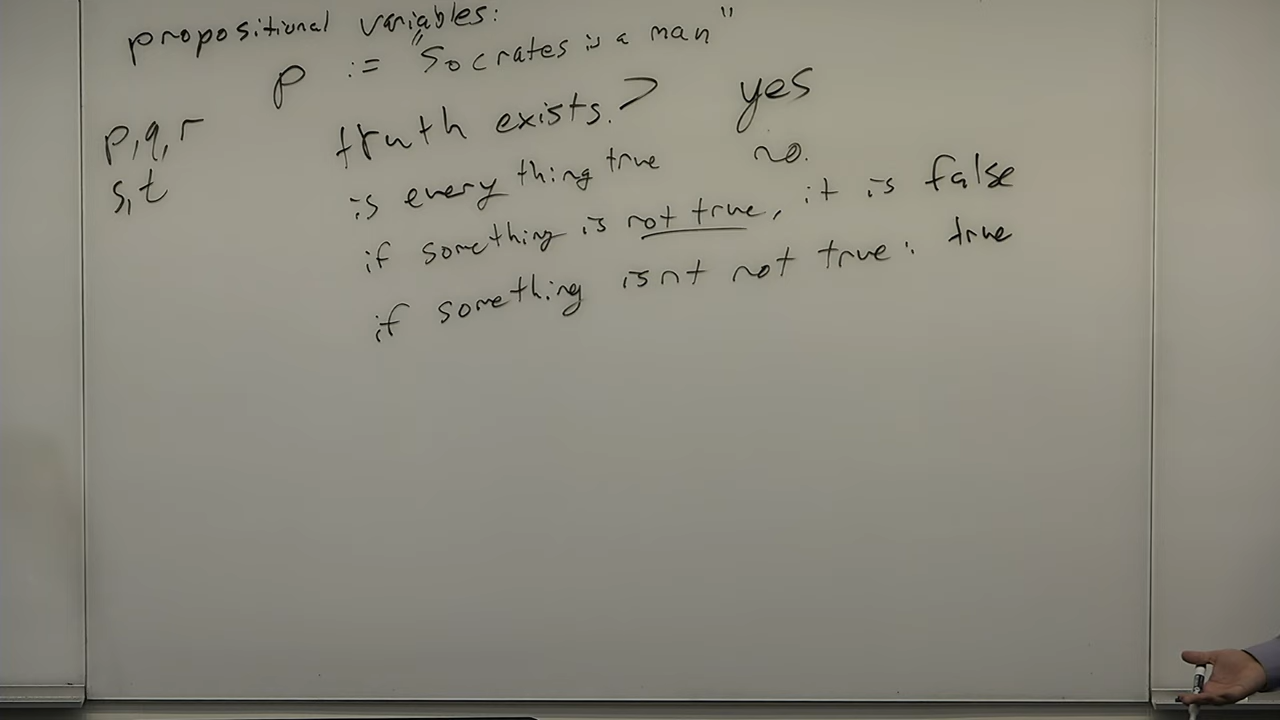 propositional variables:
p := "Socrates is a man"
p,q,r
s,t
truth exists.? yes
is every thing true no.
if something is not true, it is false
if something isnt not true: true